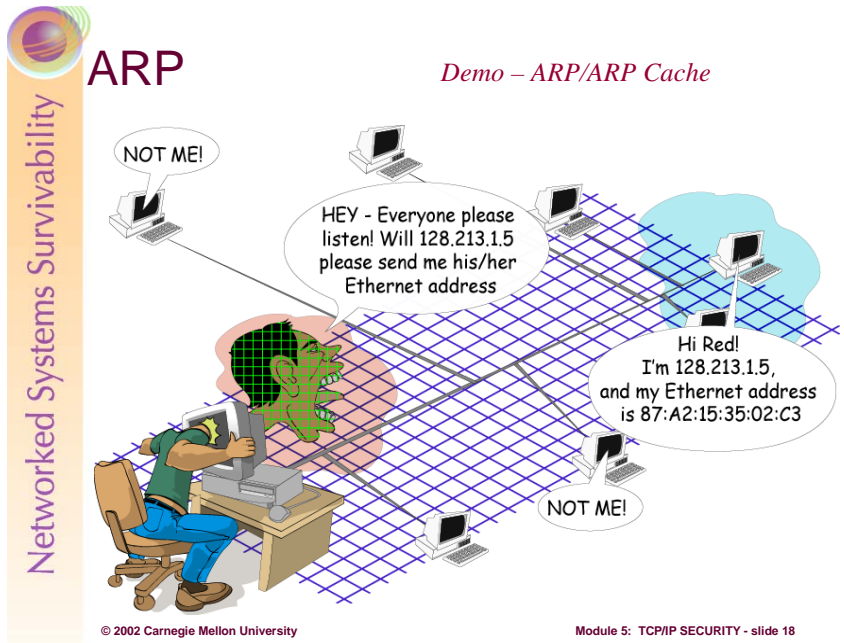 Networked Systems Survivability
ARP
Demo – ARP/ARP Cache
NOT ME!
HEY - Everyone please
listen! Will 128.213.1.5
please send me his/her
Ethernet address
Hi Red!
I'm 128.213.1.5,
and my Ethernet address
is 87:A2:15:35:02:C3
NOT ME!
© 2002 Carnegie Mellon University
Module 5: TCP/IP SECURITY - slide 18